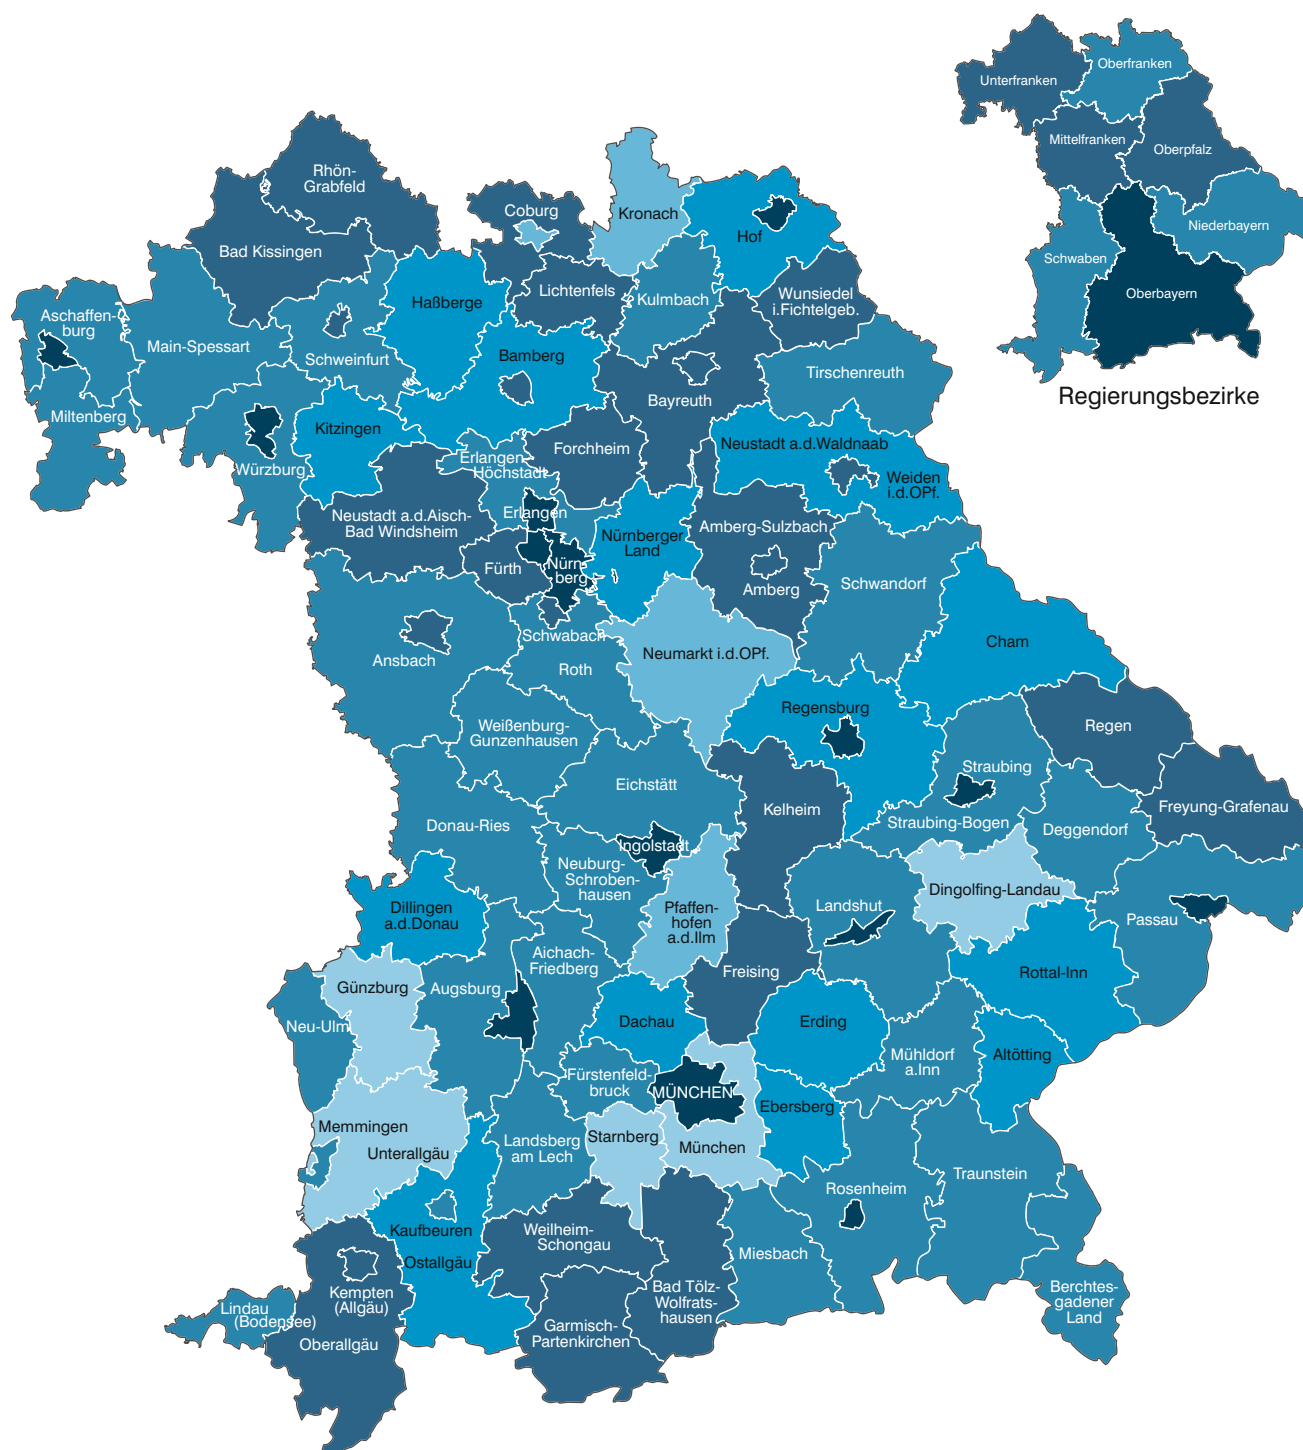 Oberfranken
Unterfranken
Mittelfranken
Oberpfalz
Niederbayern
Schwaben
Oberbayern
Regierungsbezirke
Rhön-
Grabfeld
Coburg
Kronach
Hof
Bad Kissingen
Haßberge
Lichtenfels
Kulmbach
Wunsiedel
i.Fichtelgeb.
Aschaffen-
burg
Main-Spessart
Schweinfurt
Bamberg
Tirschenreuth
Bayreuth
Miltenberg
Kitzingen
Würzburg
Erlangen-
Höchstadt
Forchheim
Neustadt a.d.Waldnaab
Weiden
i.d.OPf.
Neustadt a.d.Aisch-
Bad Windsheim
Erlangen
Nürnberger
Land
Amberg-Sulzbach
Fürth
Nürn-
berg
Amberg
Schwandorf
Schwabach
Ansbach
Roth
Neumarkt i.d.OPf.
Cham
Weißenburg-
Gunzenhausen
Regensburg
Regen
Eichstätt
Straubing
Kelheim
Freyung-Grafenau
Donau-Ries
Straubing-Bogen
Deggendorf
Ingolstadt
Neuburg-
Schroben-
hausen
Dingolfing-Landau
Dillingen
a.d.Donau
Pfaffen-
hofen
a.d.Ilm
Landshut
Passau
Aichach-
Friedberg
Freising
Rottal-Inn
Günzburg
Augsburg
Neu-Ulm
Dachau
Erding
Mühldorf
a.Inn
Altötting
Fürstenfeld-
bruck
MÜNCHEN
Ebersberg
Memmingen
Unterallgäu
Landsberg
am Lech
Starnberg
München
Traunstein
Rosenheim
Kaufbeuren
Weilheim-
Schongau
Miesbach
Ostallgäu
Kempten
(Allgäu)
Bad Tölz-
Wolfrats-
hausen
Berchtes-
gadener
Land
Lindau
(Bodensee)
Oberallgäu
Garmisch-
Partenkirchen